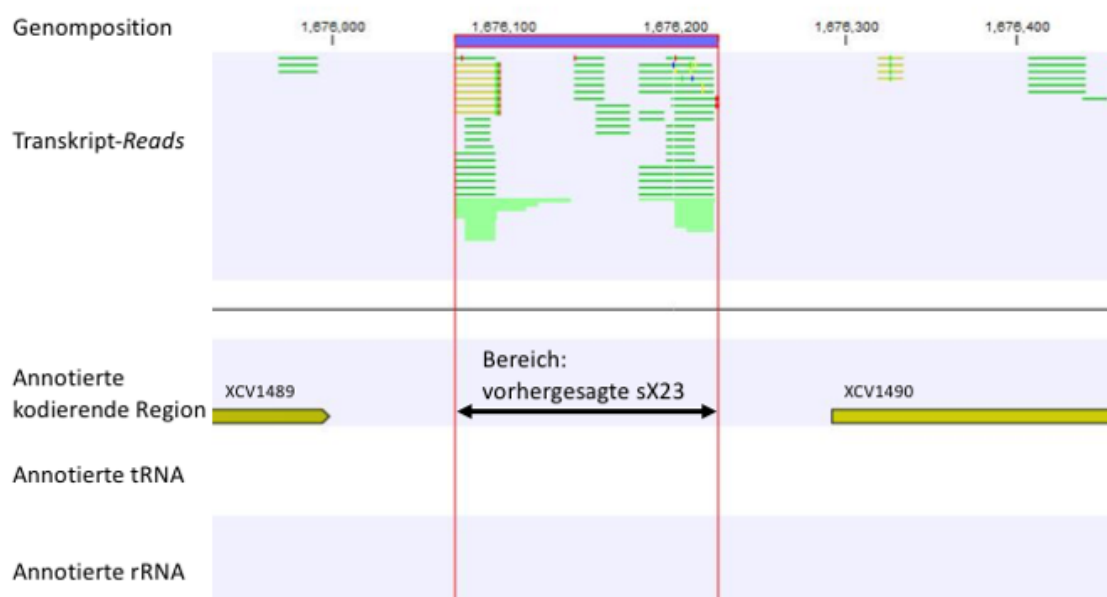 Genomposition
1,676,000
1,676,100
1,676,200
1,676,300
1,676,400
Transkript-Reads
Bereich:
vorhergesagte sX23
Annotierte
kodierende Region
XCV1489
XCV1490
Annotierte tRNA
Annotierte rRNA